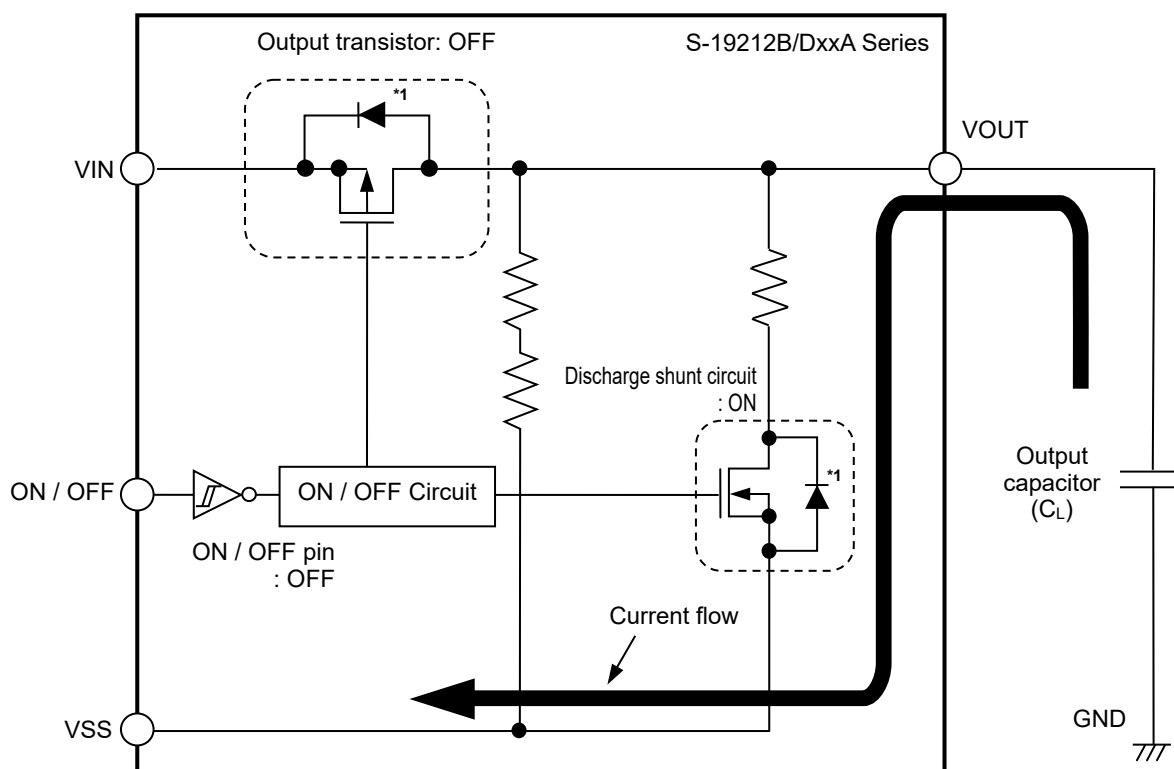 Output transistor: OFF
S-19212B/DxxA Series
*1
VOUT
VIN
Discharge shunt circuit
: ON
*1
ON / OFF
ON / OFF Circuit
Output
capacitor
(CL)
ON / OFF pin
: OFF
Current flow
GND
VSS